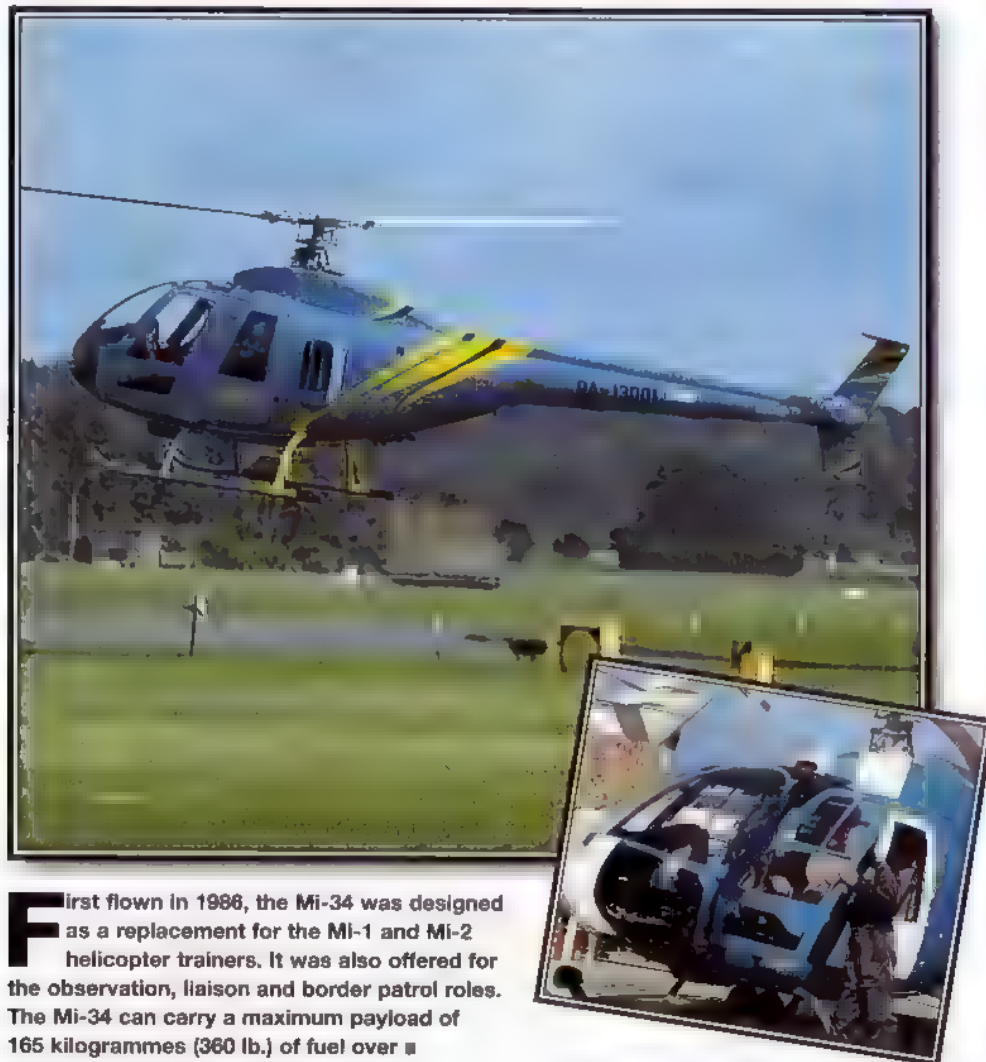 First flown in 1986, the Mi-34 was designed
as a replacement for the Mi-1 and Mi-2
helicopter trainers. It was also offered for
the observation, liaison and border patrol roles.
The Mi-34 can carry a maximum payload of
165 kilogrammes (360 lb.) of fuel over